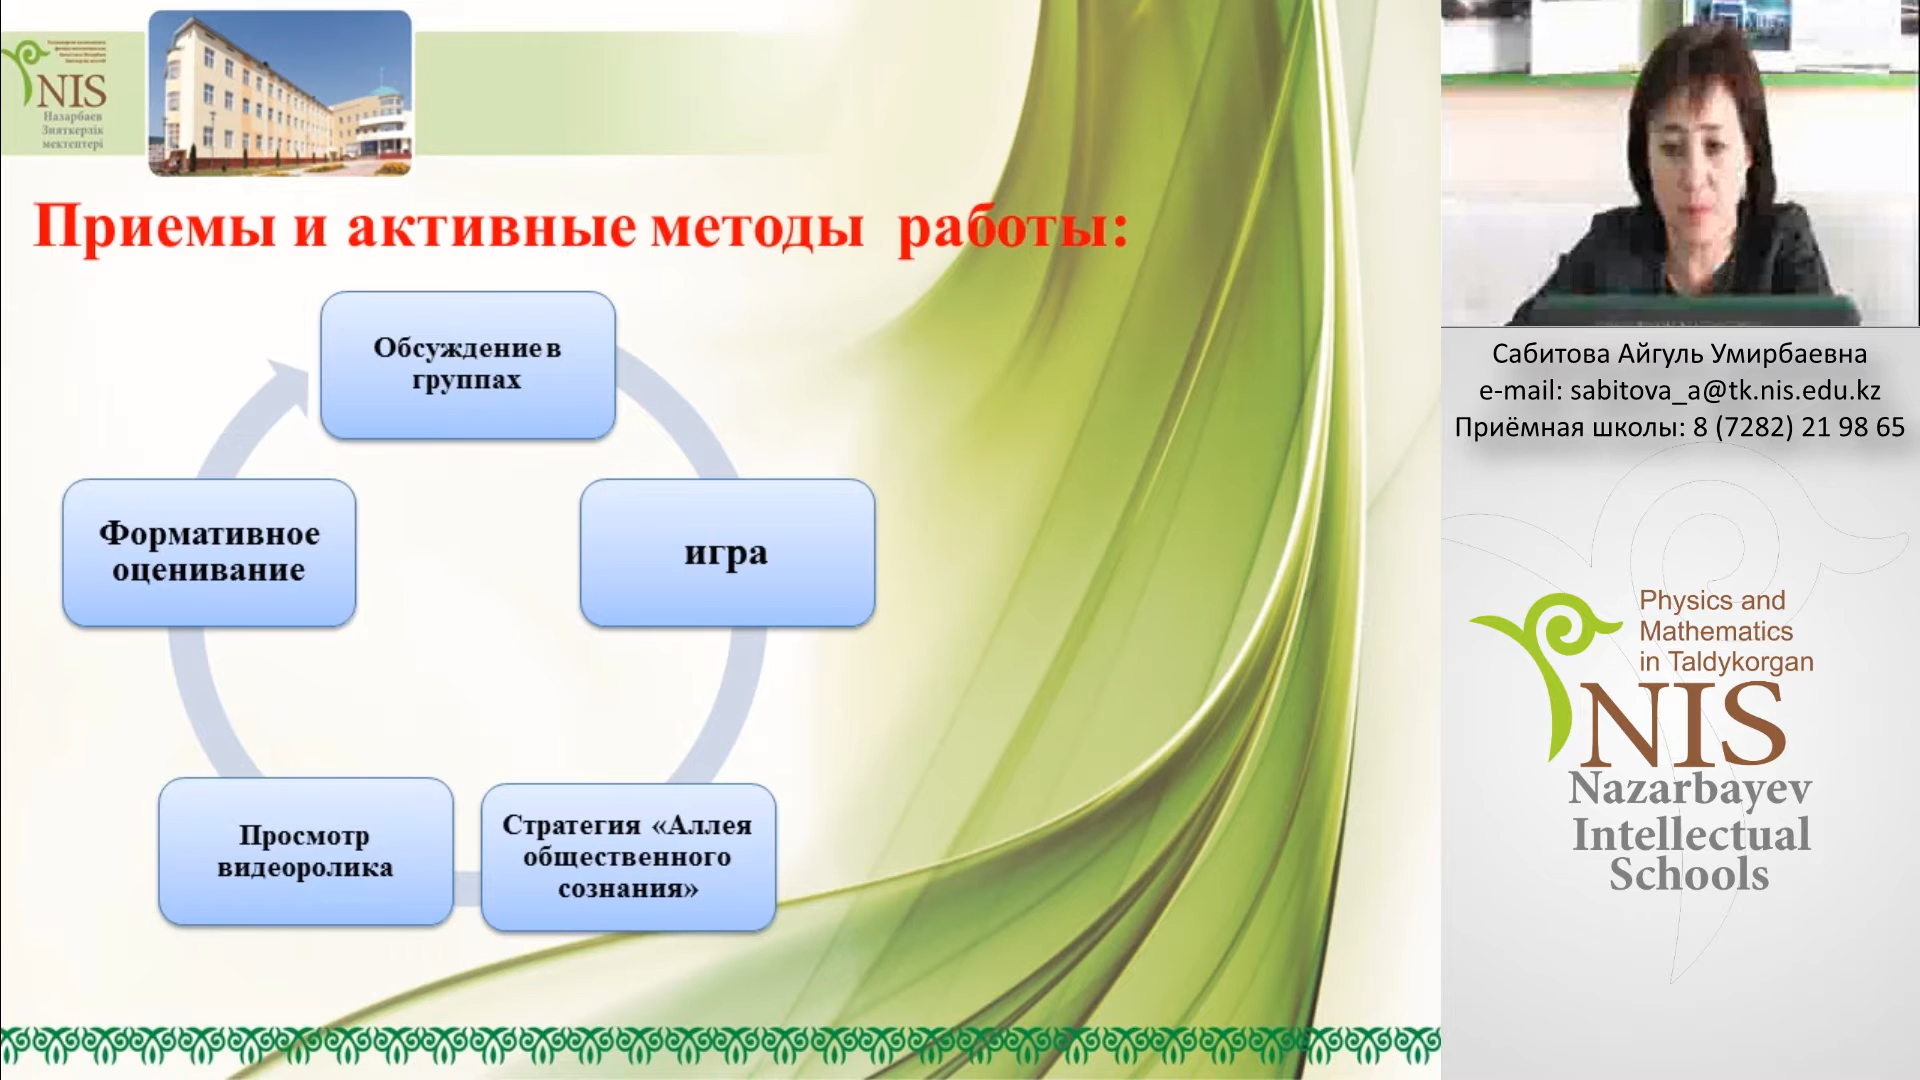 NIS
Назарбаев
Зияткерлік
мектептері
Приемы и активные методы работы:
Обсуждение в
группах
Формативное
оценивание
игра
Просмотр
видеоролика
Стратегия «Аллея
общественного
сознания»
Сабитова Айгуль Умирбаевна
e-mail: sabitova_a@tk.nis.edu.kz
Приёмная школы: 8 (7282) 21 98 65
Physics and
Mathematics
in Taldykorgan
NIS
Nazarbayev
Intellectual
Schools